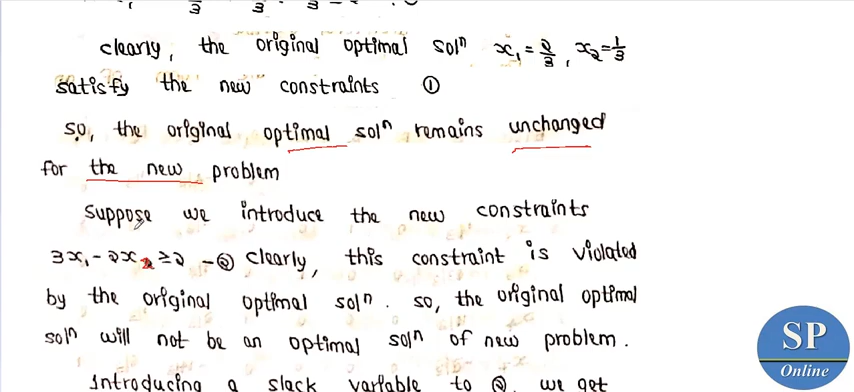 clearly, the original optimal solⁿ x₁ = 2/3, x₂ = 1/3
satisfy the new constraints ①
so, the original optimal solⁿ remains unchanged
for the new problem
suppose we introduce the new constraints
3x₁ - 2x₂ ≥ 2 - ② clearly, this constraint is violated
by the original optimal solⁿ. so, the original optimal
solⁿ will not be an optimal solⁿ of new problem.
Introducing a slack variable to ②, we get
SP
Online